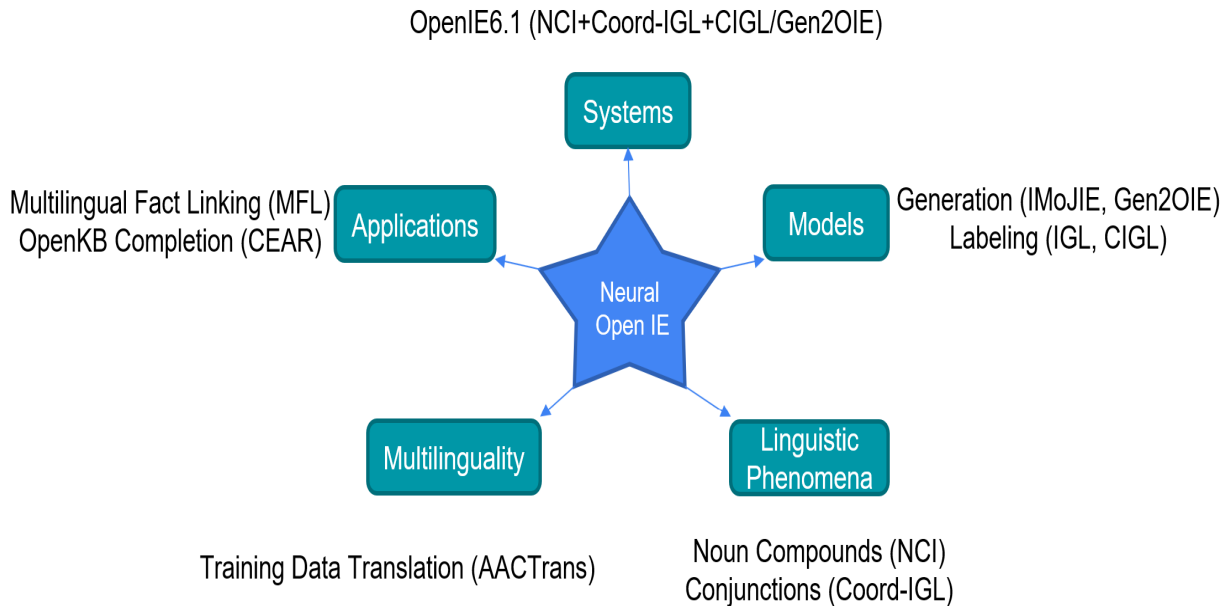 OpenIE6.1 (NCI+Coord-IGL+CIGL/Gen2OIE)
Systems
Multilingual Fact Linking (MFL)
OpenKB Completion (CEAR)
Applications
Models
Generation (IMoJIE, Gen2OIE)
Labeling (IGL, CIGL)
Neural
Open IE
Multilinguality
Linguistic
Phenomena
Training Data Translation (AACTrans)
Noun Compounds (NCI)
Conjunctions (Coord-IGL)